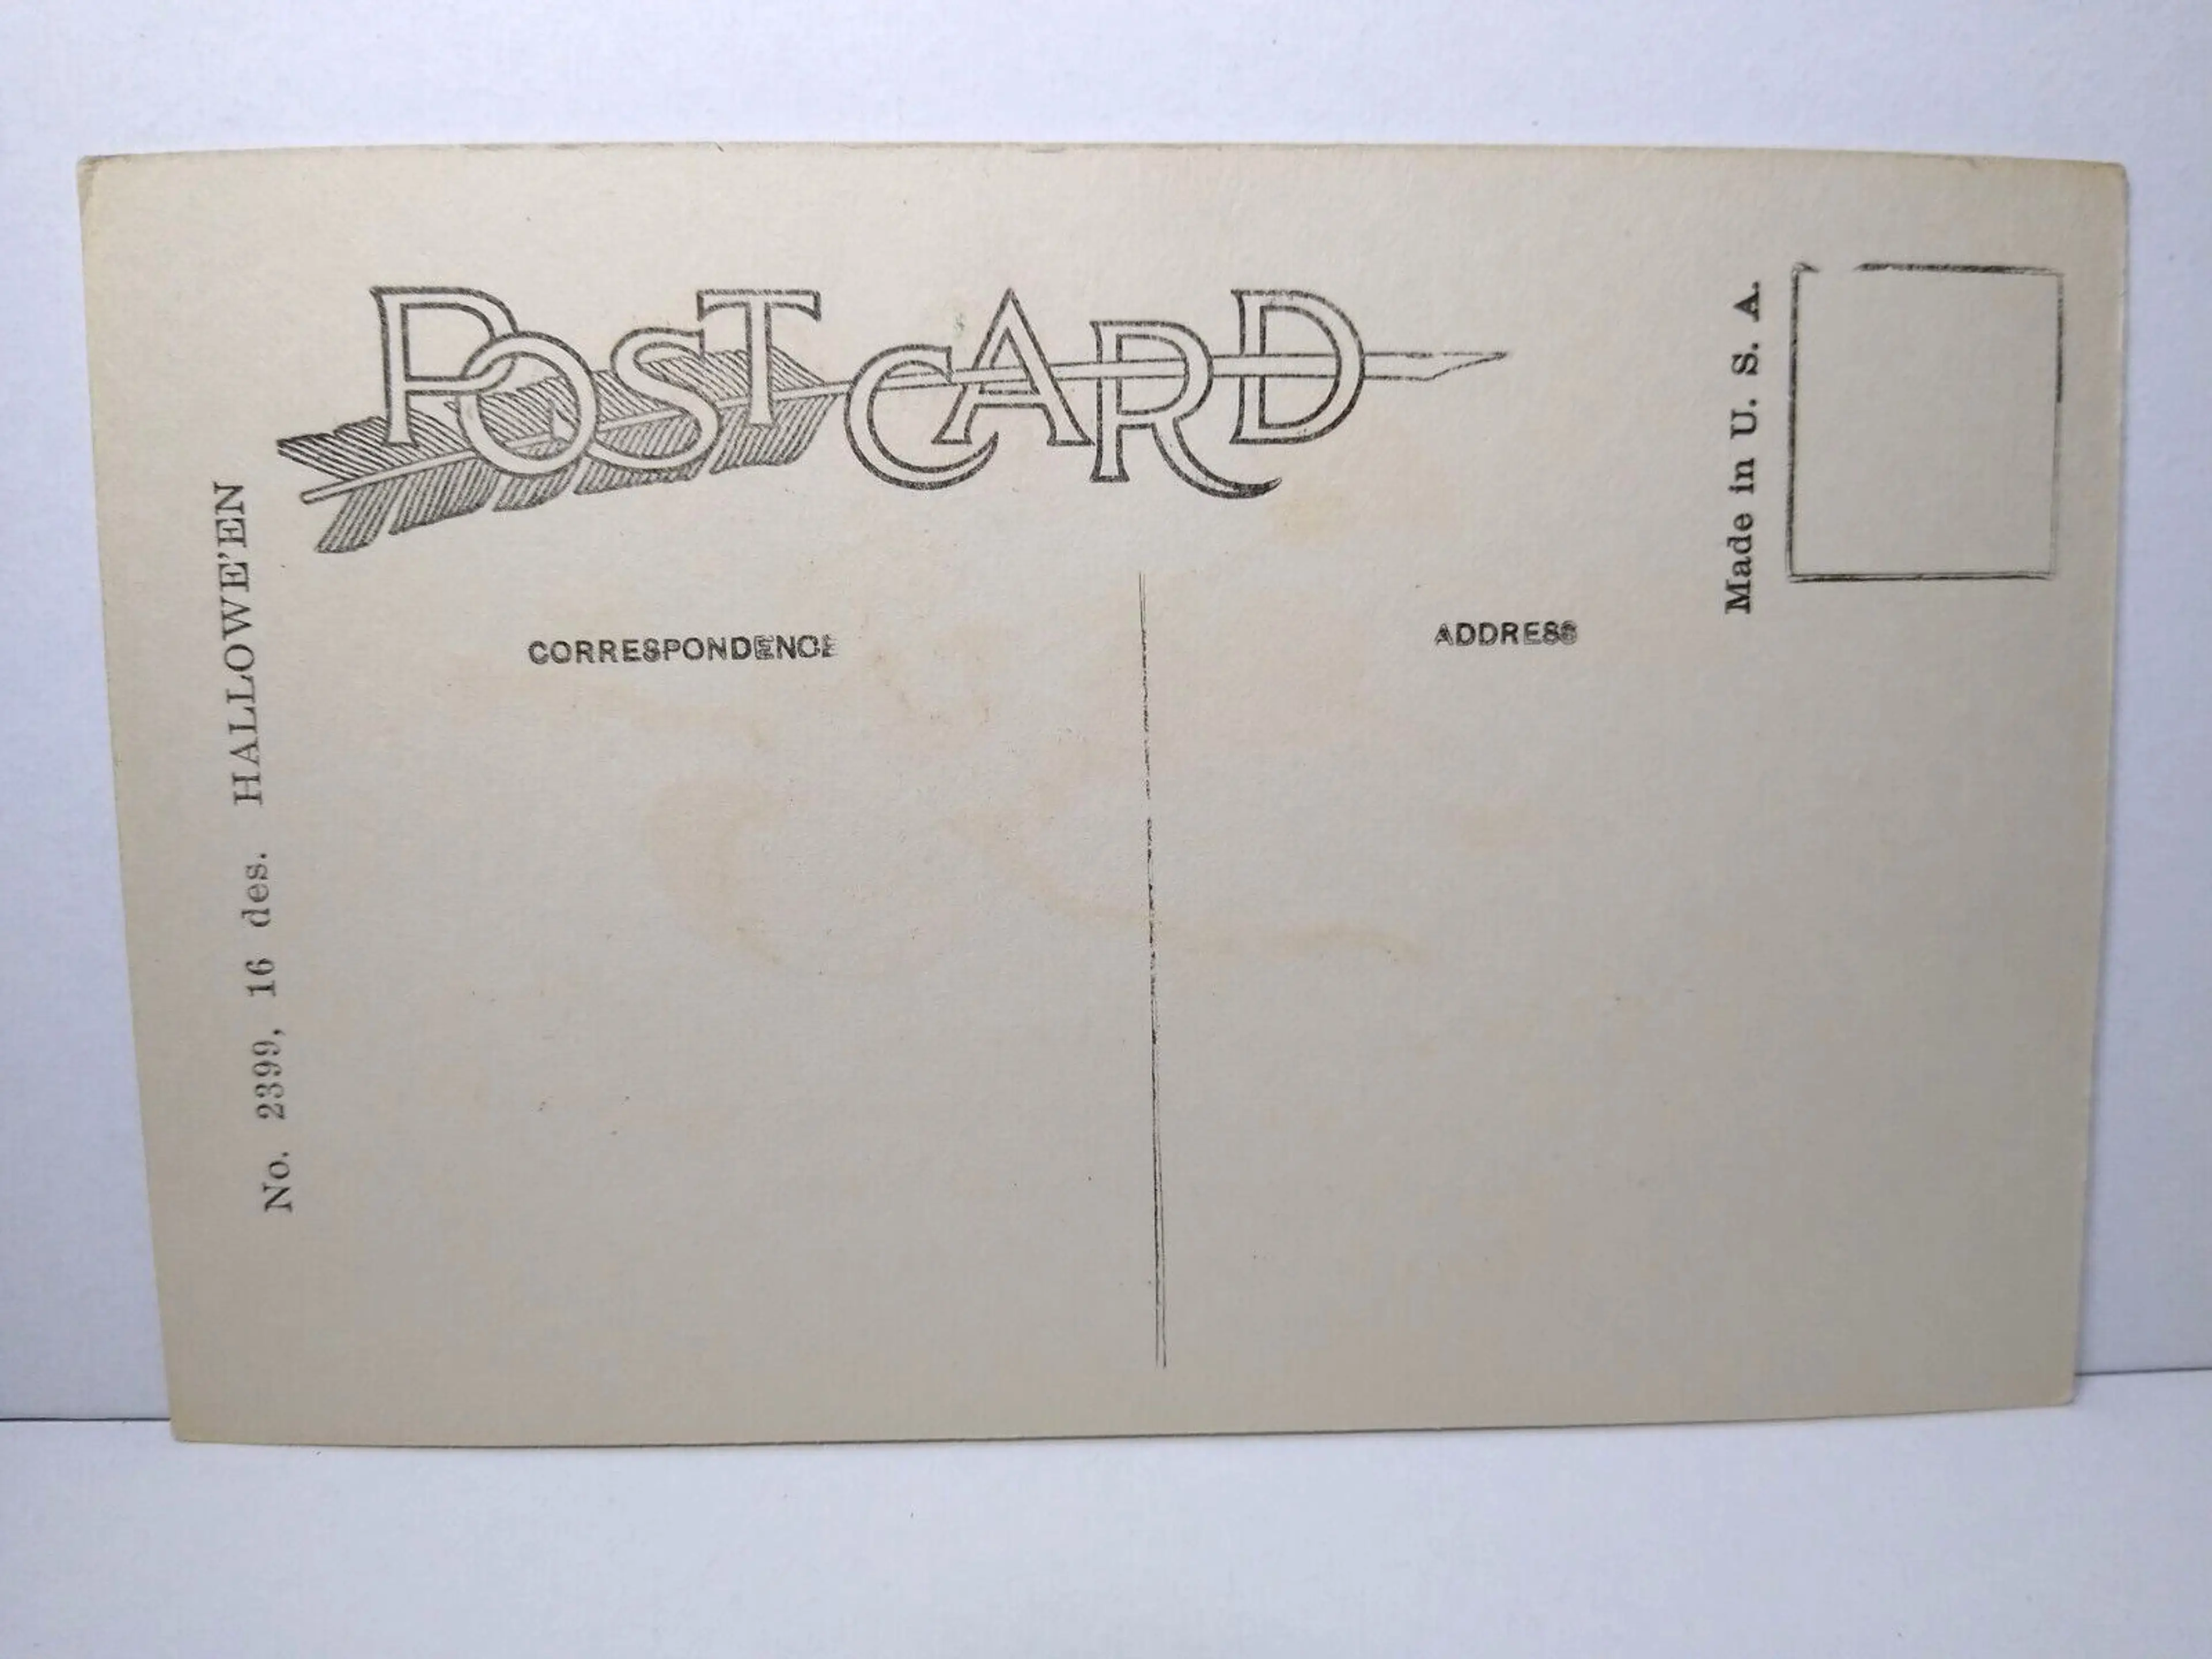 POST CARD
No. 2399, 16 des. HALLOWE'EN
CORRESPONDENCE
ADDRESS
Made in U. S. A.